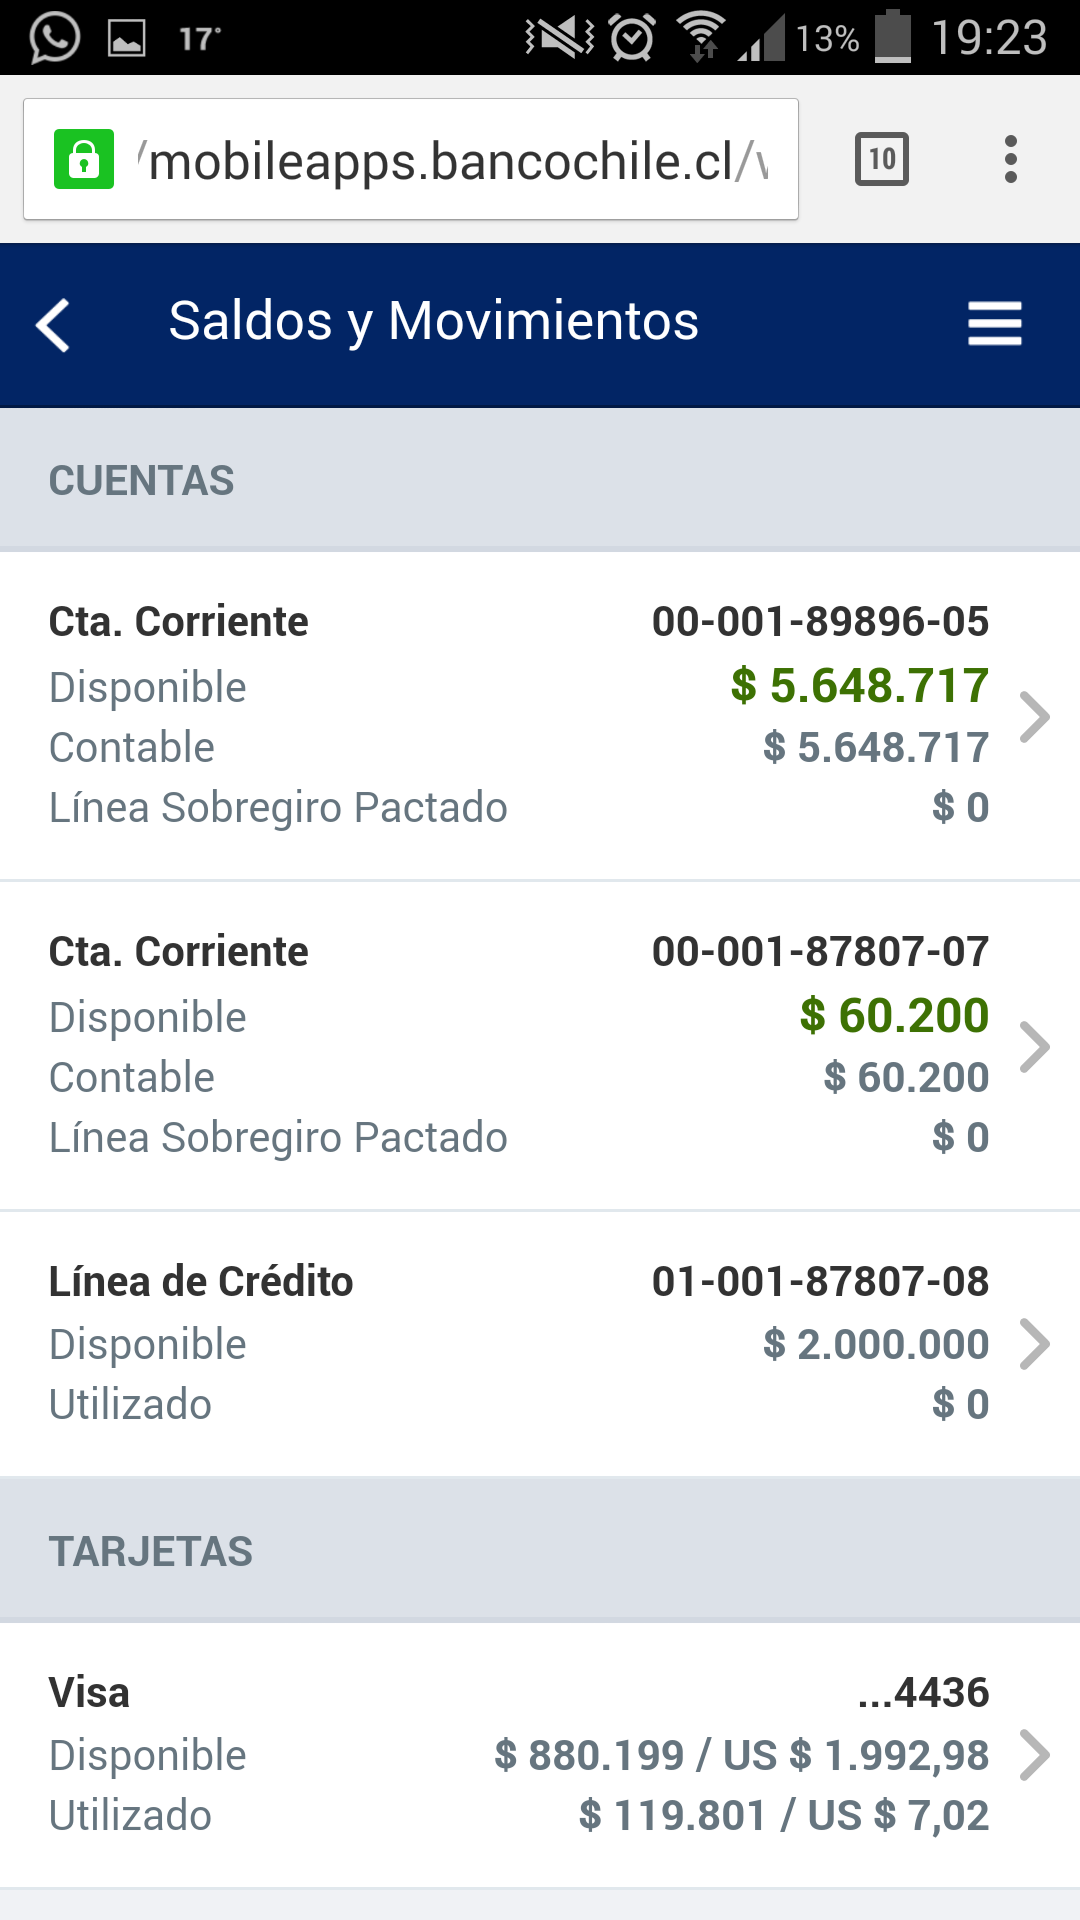 17°
13%
19:23
/mobileapps.bancochile.cl/
10
Saldos y Movimientos
CUENTAS
Cta. Corriente 00-001-89896-05
Disponible $ 5.648.717
Contable $ 5.648.717
Línea Sobregiro Pactado $ 0
Cta. Corriente 00-001-87807-07
Disponible $ 60.200
Contable $ 60.200
Línea Sobregiro Pactado $ 0
Línea de Crédito 01-001-87807-08
Disponible $ 2.000.000
Utilizado $ 0
TARJETAS
Visa ...4436
Disponible $ 880.199 / US $ 1.992,98
Utilizado $ 119.801 / US $ 7,02